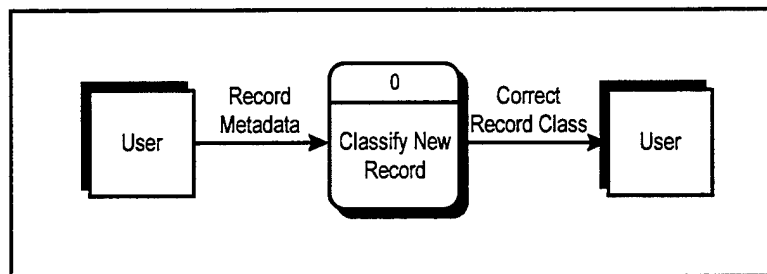 0
Record
Metadata
Correct
Record Class
User
Classify New
Record
User